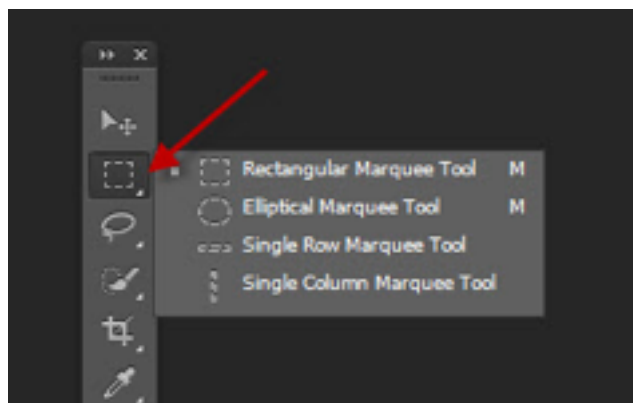 Rectangular Marquee Tool M
Elliptical Marquee Tool M
Single Row Marquee Tool
Single Column Marquee Tool